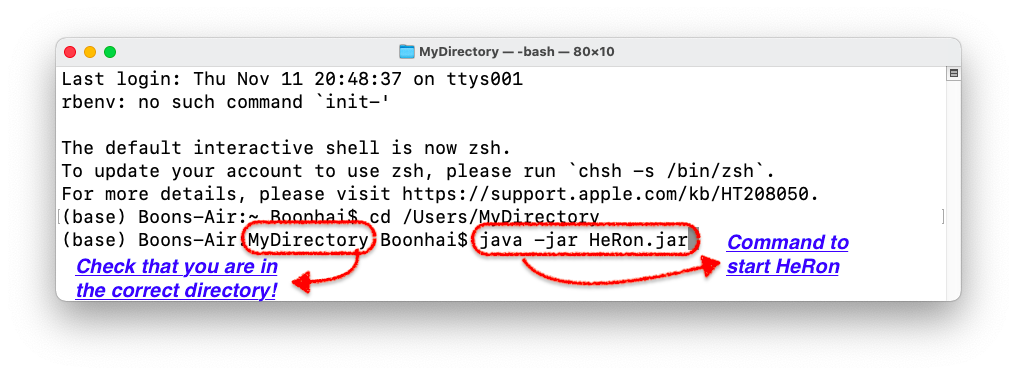 MyDirectory — -bash — 80×10
Last login: Thu Nov 11 20:48:37 on ttys001
rbenv: no such command `init-'
The default interactive shell is now zsh.
To update your account to use zsh, please run `chsh -s /bin/zsh`.
For more details, please visit https://support.apple.com/kb/HT208050.
[(base) Boons-Air:~ Boonhai$ cd /Users/MyDirectory ]
(base) Boons-Air:MyDirectory Boonhai$ java -jar HeRon.jar
Check that you are in
the correct directory!
Command to
start HeRon